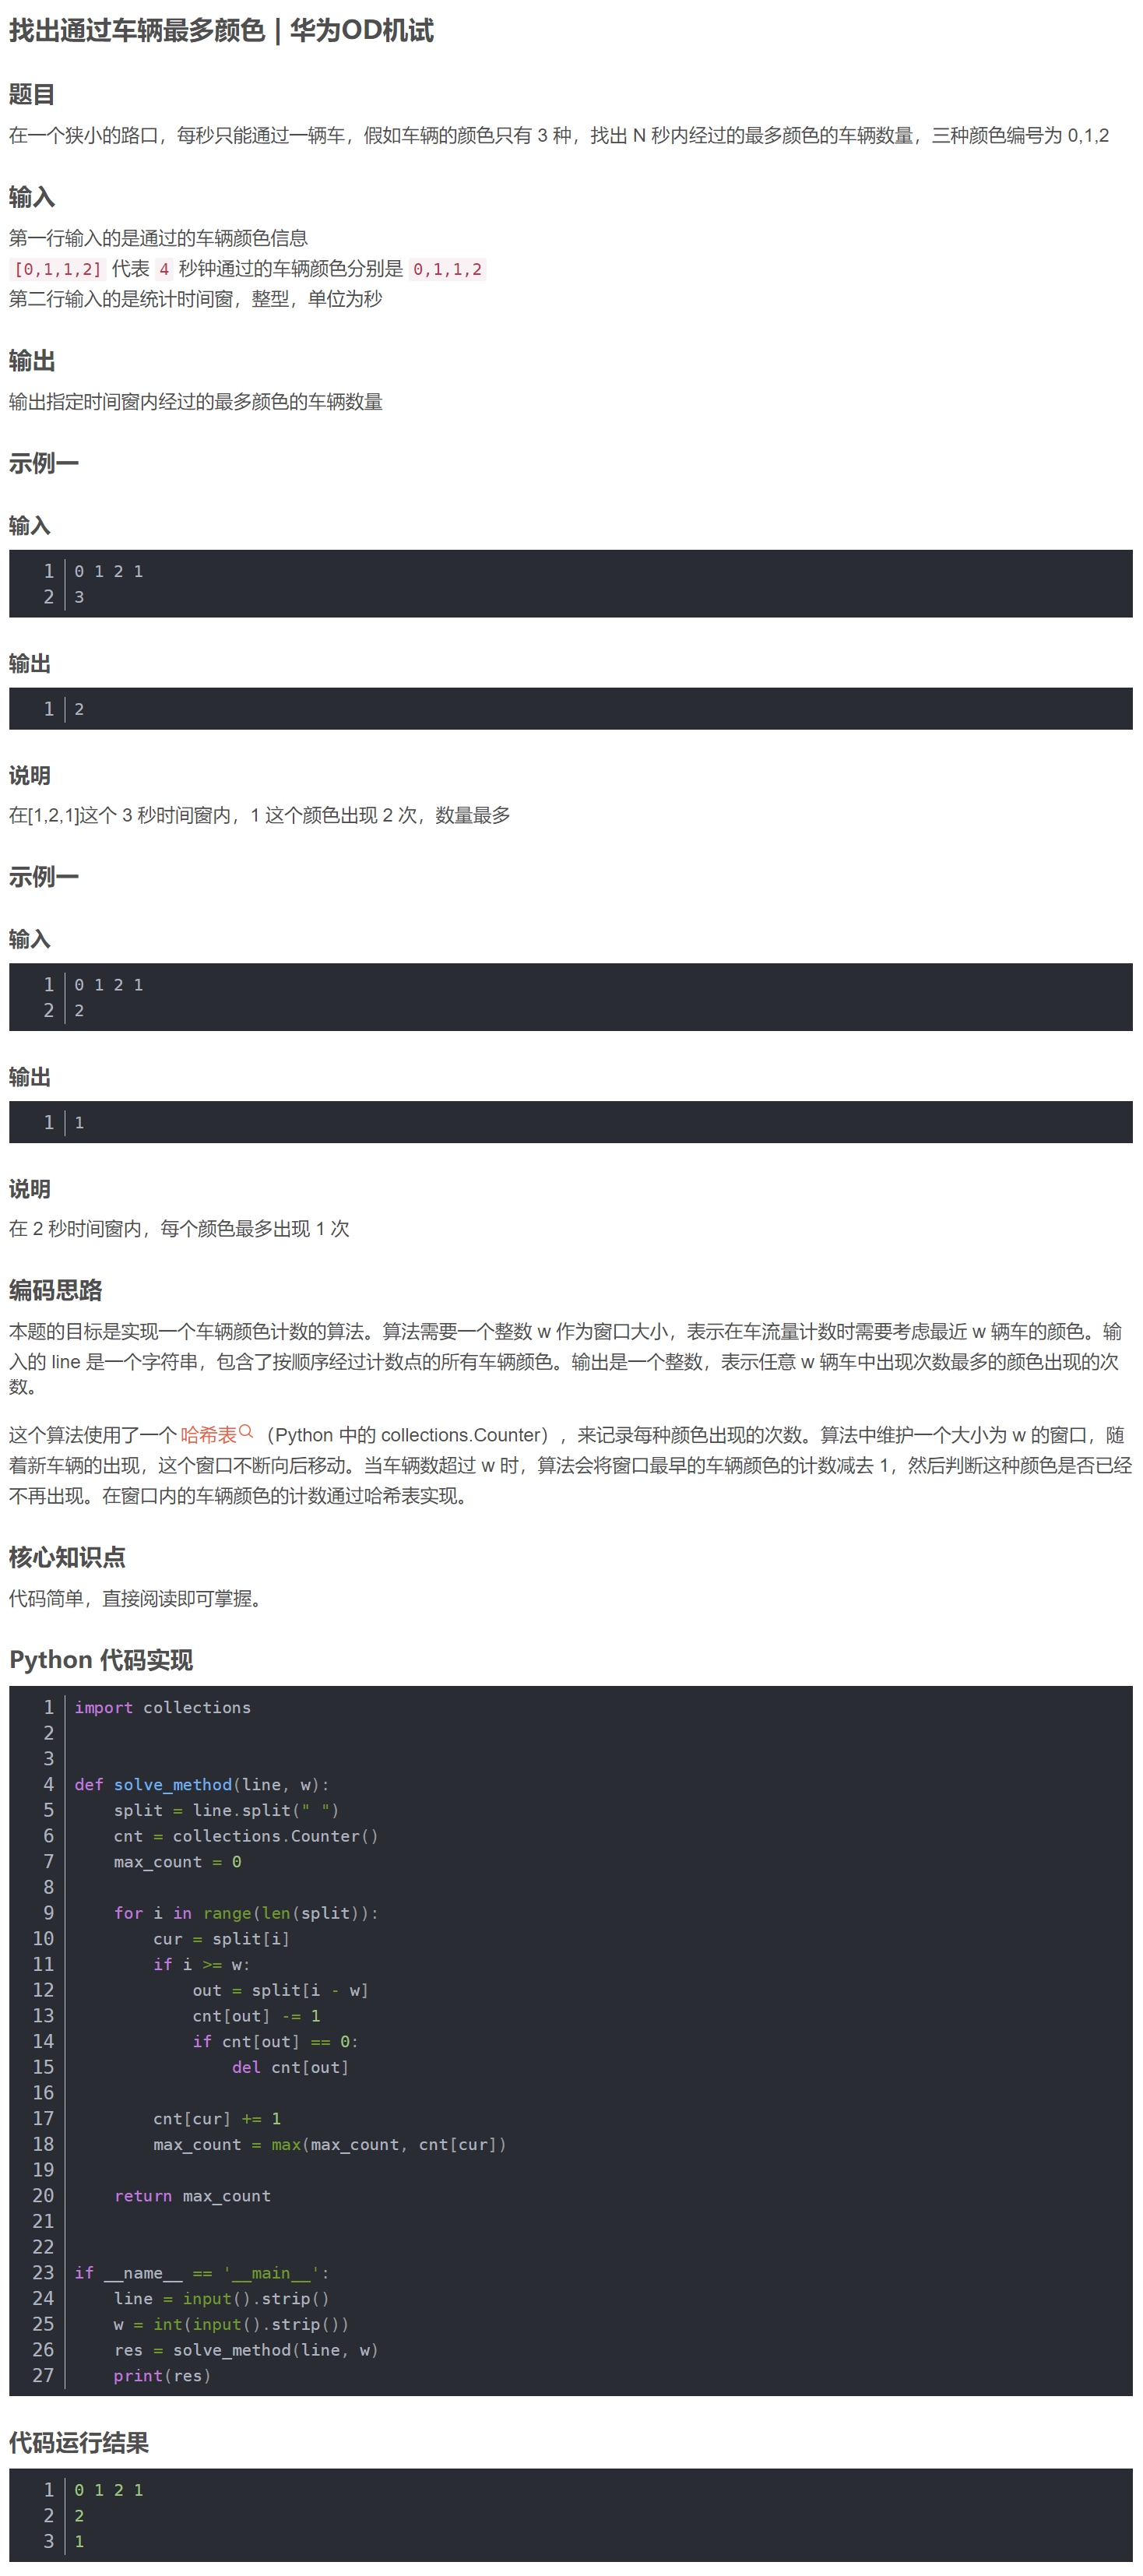 找出通过车辆最多颜色 | 华为OD机试
题目
在一个狭小的路口，每秒只能通过一辆车，假如车辆的颜色只有 3 种，找出 N 秒内经过的最多颜色的车辆数量，三种颜色编号为 0,1,2
输入
第一行输入的是通过的车辆颜色信息
[0,1,1,2] 代表 4 秒钟通过的车辆颜色分别是 0,1,1,2
第二行输入的是统计时间窗，整型，单位为秒
输出
输出指定时间窗内经过的最多颜色的车辆数量
示例一
输入
1 0 1 2 1
2 3
输出
1 2
说明
在[1,2,1]这个 3 秒时间窗内，1 这个颜色出现 2 次，数量最多
示例一
输入
1 0 1 2 1
2 2
输出
1 1
说明
在 2 秒时间窗内，每个颜色最多出现 1 次
编码思路
本题的目标是实现一个车辆颜色计数的算法。算法需要一个整数 w 作为窗口大小，表示在车流量计数时需要考虑最近 w 辆车的颜色。输
入的 line 是一个字符串，包含了按顺序经过计数点的所有车辆颜色。输出是一个整数，表示任意 w 辆车中出现次数最多的颜色出现的次
数。
这个算法使用了一个 哈希表 （Python 中的 collections.Counter），来记录每种颜色出现的次数。算法中维护一个大小为 w 的窗口，随
着新车辆的出现，这个窗口不断向后移动。当车辆数超过 w 时，算法会将窗口最早的车辆颜色的计数减去 1，然后判断这种颜色是否已经
不再出现。在窗口内的车辆颜色的计数通过哈希表实现。
核心知识点
代码简单，直接阅读即可掌握。
Python 代码实现
1 import collections
2
3
4 def solve_method(line, w):
5     split = line.split(" ")
6     cnt = collections.Counter()
7     max_count = 0
8
9     for i in range(len(split)):
10         cur = split[i]
11         if i >= w:
12             out = split[i - w]
13             cnt[out] -= 1
14             if cnt[out] == 0:
15                 del cnt[out]
16
17         cnt[cur] += 1
18         max_count = max(max_count, cnt[cur])
19
20     return max_count
21
22
23 if __name__ == '__main__':
24     line = input().strip()
25     w = int(input().strip())
26     res = solve_method(line, w)
27     print(res)
代码运行结果
1 0 1 2 1
2 2
3 1